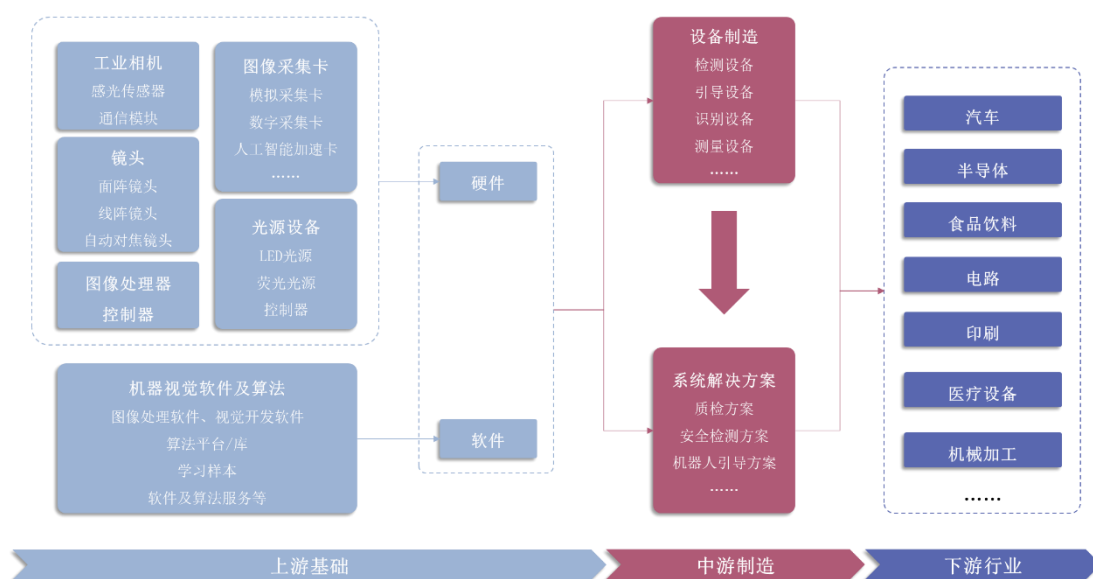 工业相机
感光传感器
通信模块
镜头
面阵镜头
线阵镜头
自动对焦镜头
图像处理器
控制器
图像采集卡
模拟采集卡
数字采集卡
人工智能加速卡
……
光源设备
LED光源
荧光光源
控制器
机器视觉软件及算法
图像处理软件、视觉开发软件
算法平台/库
学习样本
软件及算法服务等
硬件
软件
设备制造
检测设备
引导设备
识别设备
测量设备
……
系统解决方案
质检方案
安全检测方案
机器人引导方案
……
汽车
半导体
食品饮料
电路
印刷
医疗设备
机械加工
……
上游基础
中游制造
下游行业